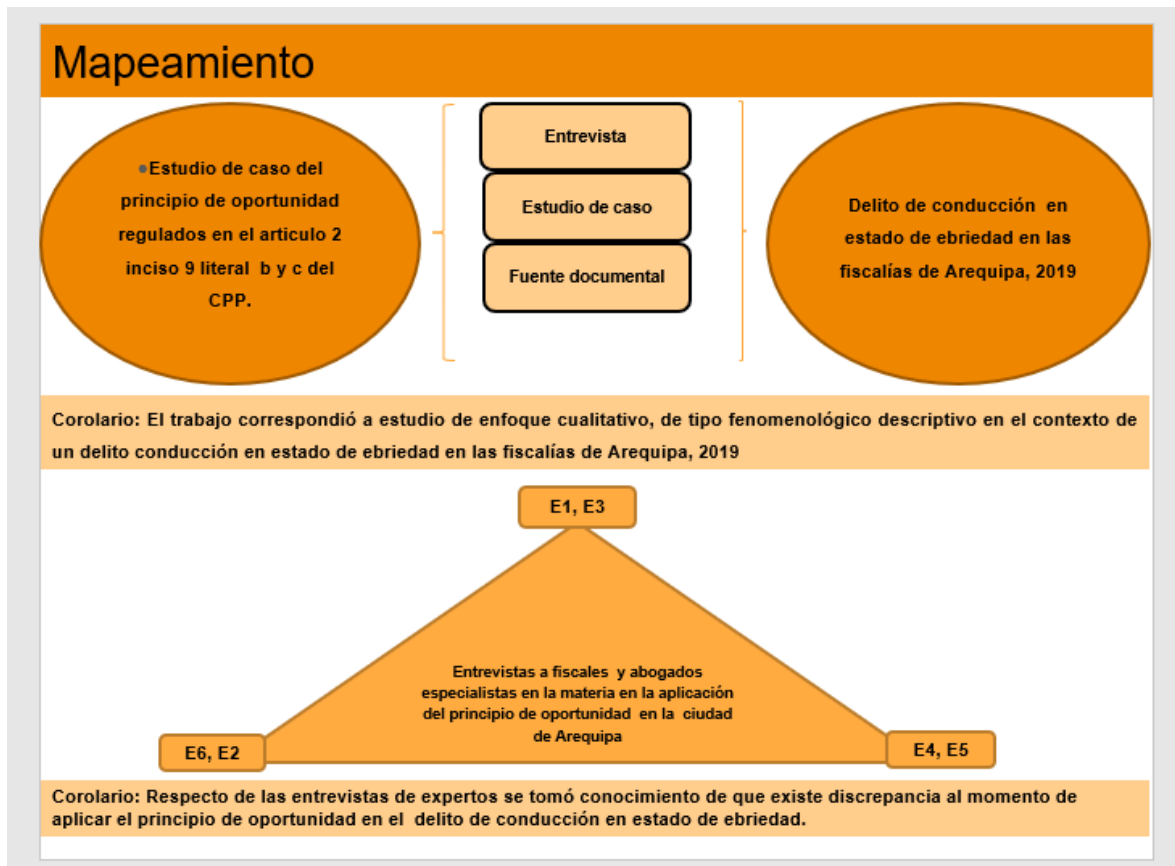 Mapeamiento
●Estudio de caso del
principio de oportunidad
regulados en el articulo 2
inciso 9 literal b y c del
CPP.
Entrevista
Estudio de caso
Fuente documental
Delito de conducción en
estado de ebriedad en las
fiscalías de Arequipa, 2019
Corolario: El trabajo correspondió a estudio de enfoque cualitativo, de tipo fenomenológico descriptivo en el contexto de
un delito conducción en estado de ebriedad en las fiscalías de Arequipa, 2019
E1, E3
Entrevistas a fiscales y abogados
especialistas en la materia en la aplicación
del principio de oportunidad en la ciudad
de Arequipa
E6, E2
E4, E5
Corolario: Respecto de las entrevistas de expertos se tomó conocimiento de que existe discrepancia al momento de
aplicar el principio de oportunidad en el delito de conducción en estado de ebriedad.